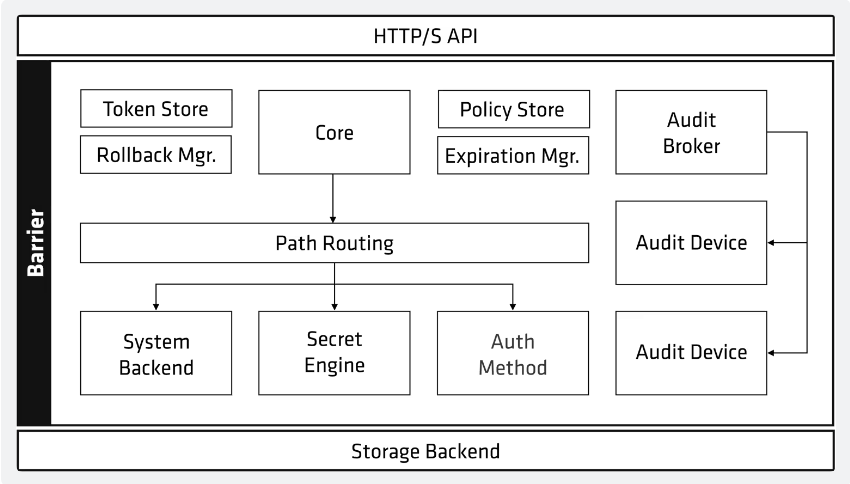 HTTP/S API
Barrier
Token Store
Rollback Mgr.
Core
Policy Store
Expiration Mgr.
Audit
Broker
Path Routing
Audit Device
System
Backend
Secret
Engine
Auth
Method
Audit Device
Storage Backend